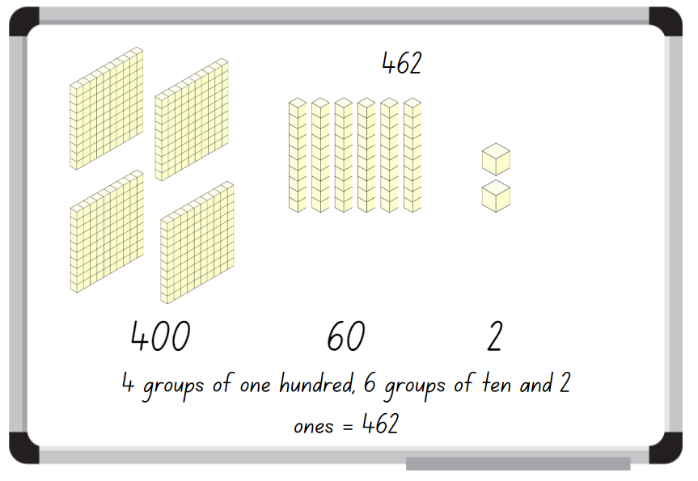 462
400 60 2
4 groups of one hundred, 6 groups of ten and 2
ones = 462